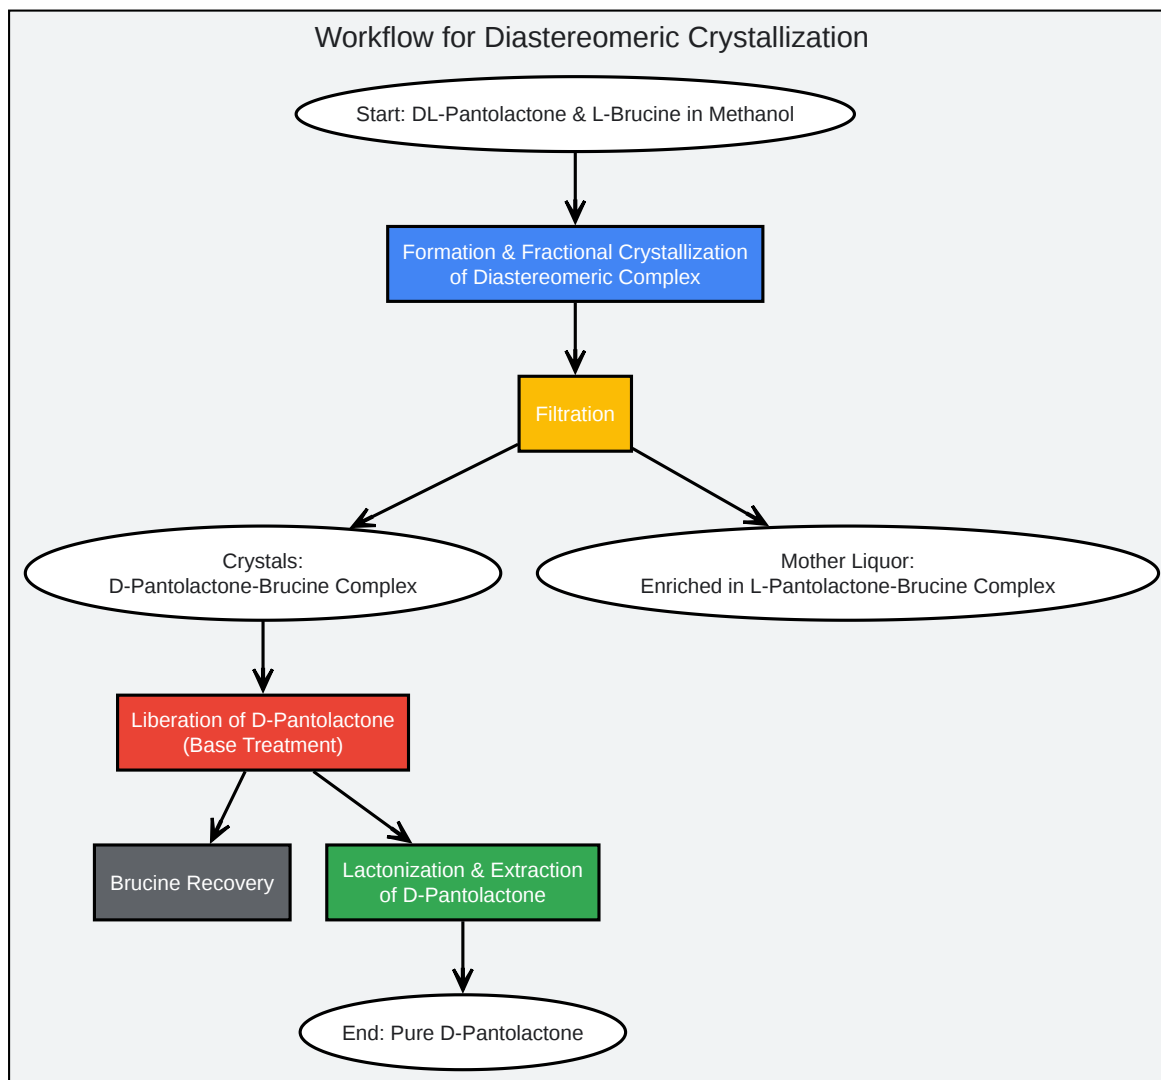 Workflow for Diastereomeric Crystallization
Start: DL-Pantolactone & L-Brucine in Methanol
Formation & Fractional Crystallization
of Diastereomeric Complex
Filtration
Crystals:
D-Pantolactone-Brucine Complex
Mother Liquor:
Enriched in L-Pantolactone-Brucine Complex
Liberation of D-Pantolactone
(Base Treatment)
Brucine Recovery
Lactonization & Extraction
of D-Pantolactone
End: Pure D-Pantolactone